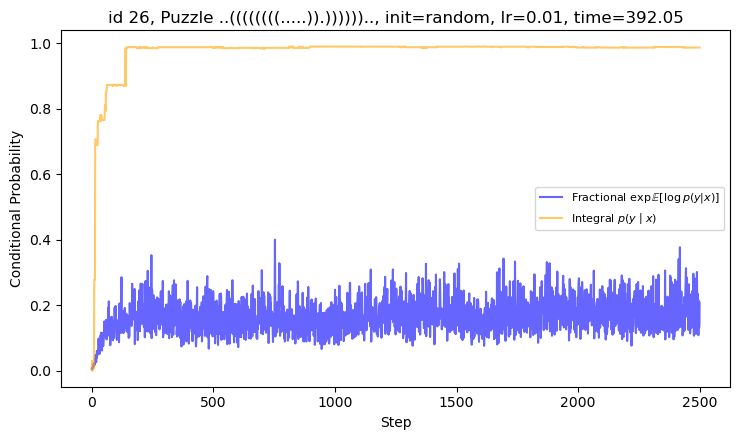 id 26, Puzzle ..((((((((.....)).)))))).., init=random, lr=0.01, time=392.05
Conditional Probability
1.0
0.8
0.6
0.4
0.2
0.0
Fractional exp𝔼[log p(y|x)]
Integral p(y | x)
0
500
1000
1500
2000
2500
Step